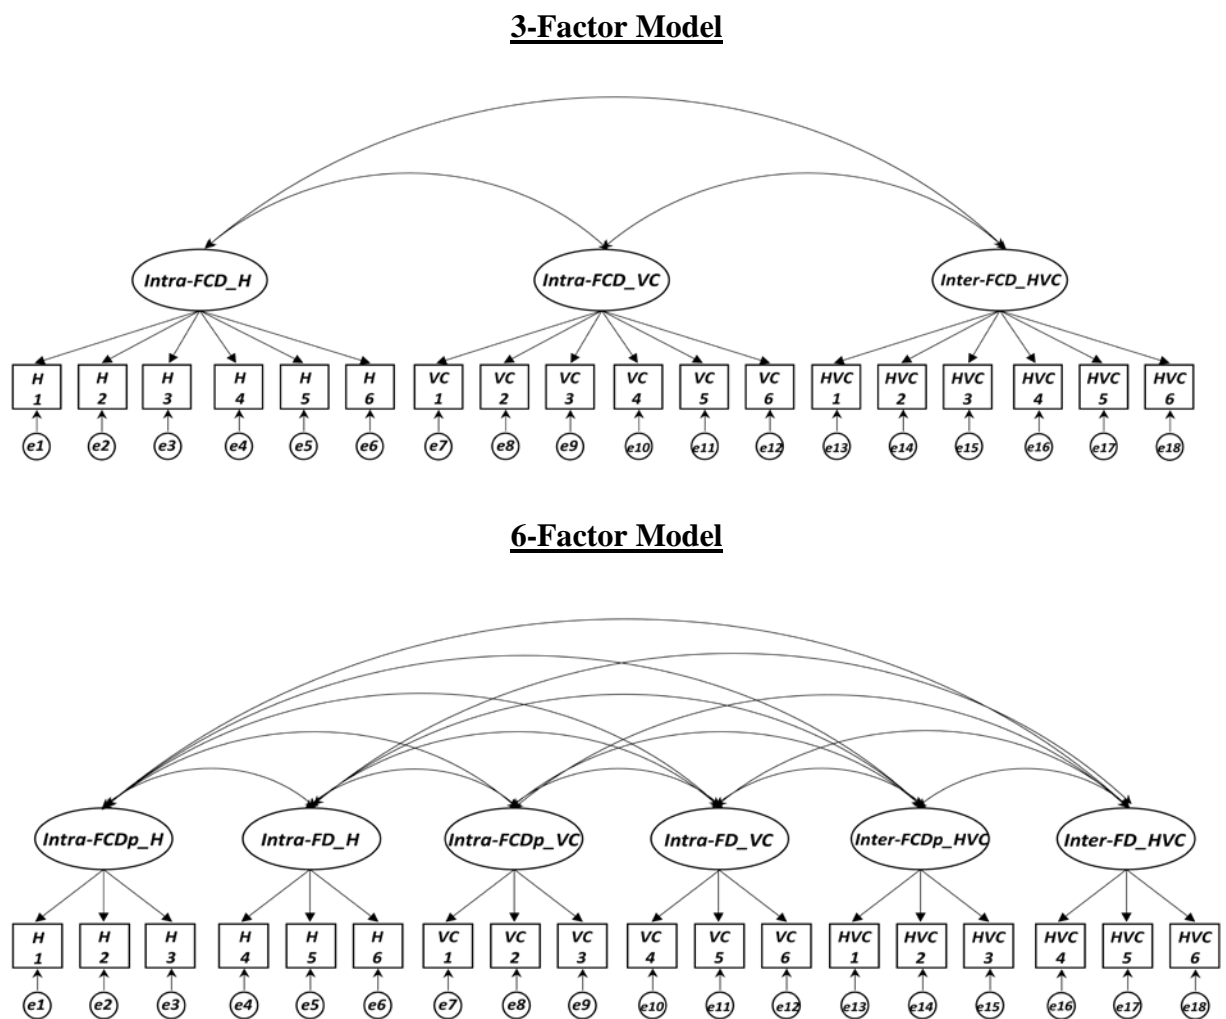 3-Factor Model
Intra-FCD_H Intra-FCD_VC Inter-FCD_HVC
H H H H H H VC VC VC VC VC VC HVC HVC HVC HVC HVC HVC
1 2 3 4 5 6 1 2 3 4 5 6 1 2 3 4 5 6
e1 e2 e3 e4 e5 e6 e7 e8 e9 e10 e11 e12 e13 e14 e15 e16 e17 e18
6-Factor Model
Intra-FCDp_H Intra-FD_H Intra-FCDp_VC Intra-FD_VC Inter-FCDp_HVC Inter-FD_HVC
H H H H H H VC VC VC VC VC VC HVC HVC HVC HVC HVC HVC
1 2 3 4 5 6 1 2 3 4 5 6 1 2 3 4 5 6
e1 e2 e3 e4 e5 e6 e7 e8 e9 e10 e11 e12 e13 e14 e15 e16 e17 e18